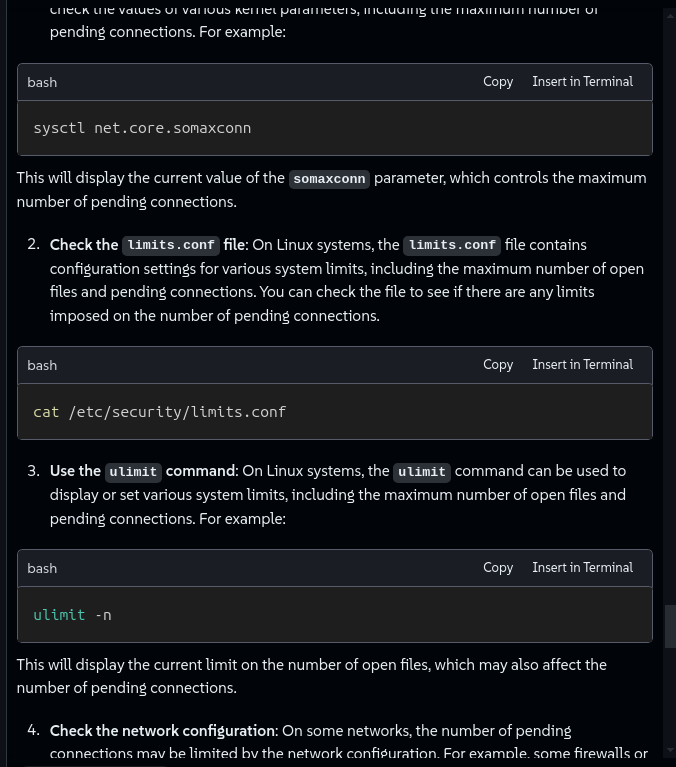 check the values of various kernel parameters, including the maximum number of
pending connections. For example:
bash Copy Insert in Terminal
sysctl net.core.somaxconn
This will display the current value of the somaxconn parameter, which controls the maximum
number of pending connections.
2. Check the limits.conf file: On Linux systems, the limits.conf file contains
configuration settings for various system limits, including the maximum number of open
files and pending connections. You can check the file to see if there are any limits
imposed on the number of pending connections.
bash Copy Insert in Terminal
cat /etc/security/limits.conf
3. Use the ulimit command: On Linux systems, the ulimit command can be used to
display or set various system limits, including the maximum number of open files and
pending connections. For example:
bash Copy Insert in Terminal
ulimit -n
This will display the current limit on the number of open files, which may also affect the
number of pending connections.
4. Check the network configuration: On some networks, the number of pending
connections may be limited by the network configuration. For example, some firewalls or